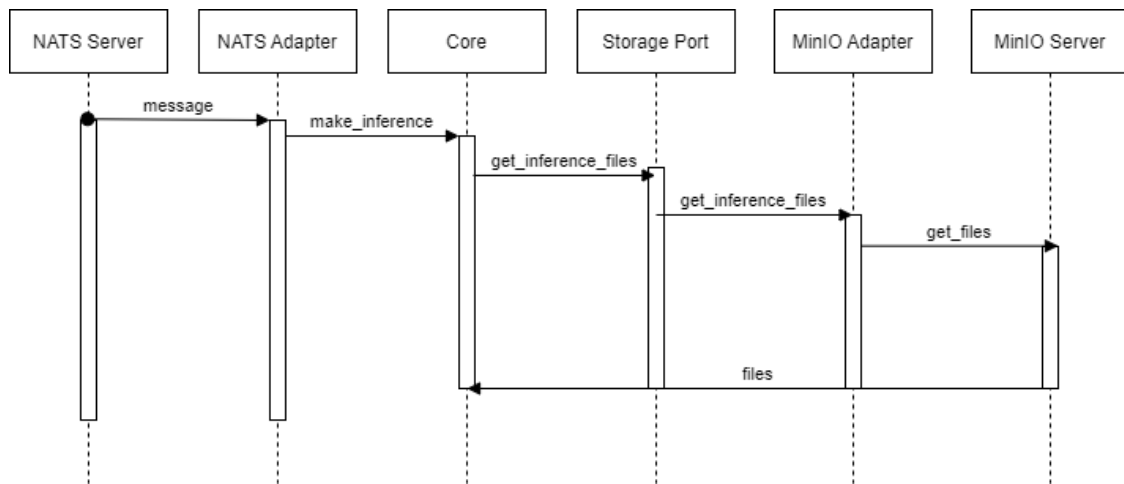 NATS Server
NATS Adapter
Core
Storage Port
MinIO Adapter
MinIO Server
message
make_inference
get_inference_files
get_inference_files
get_files
files